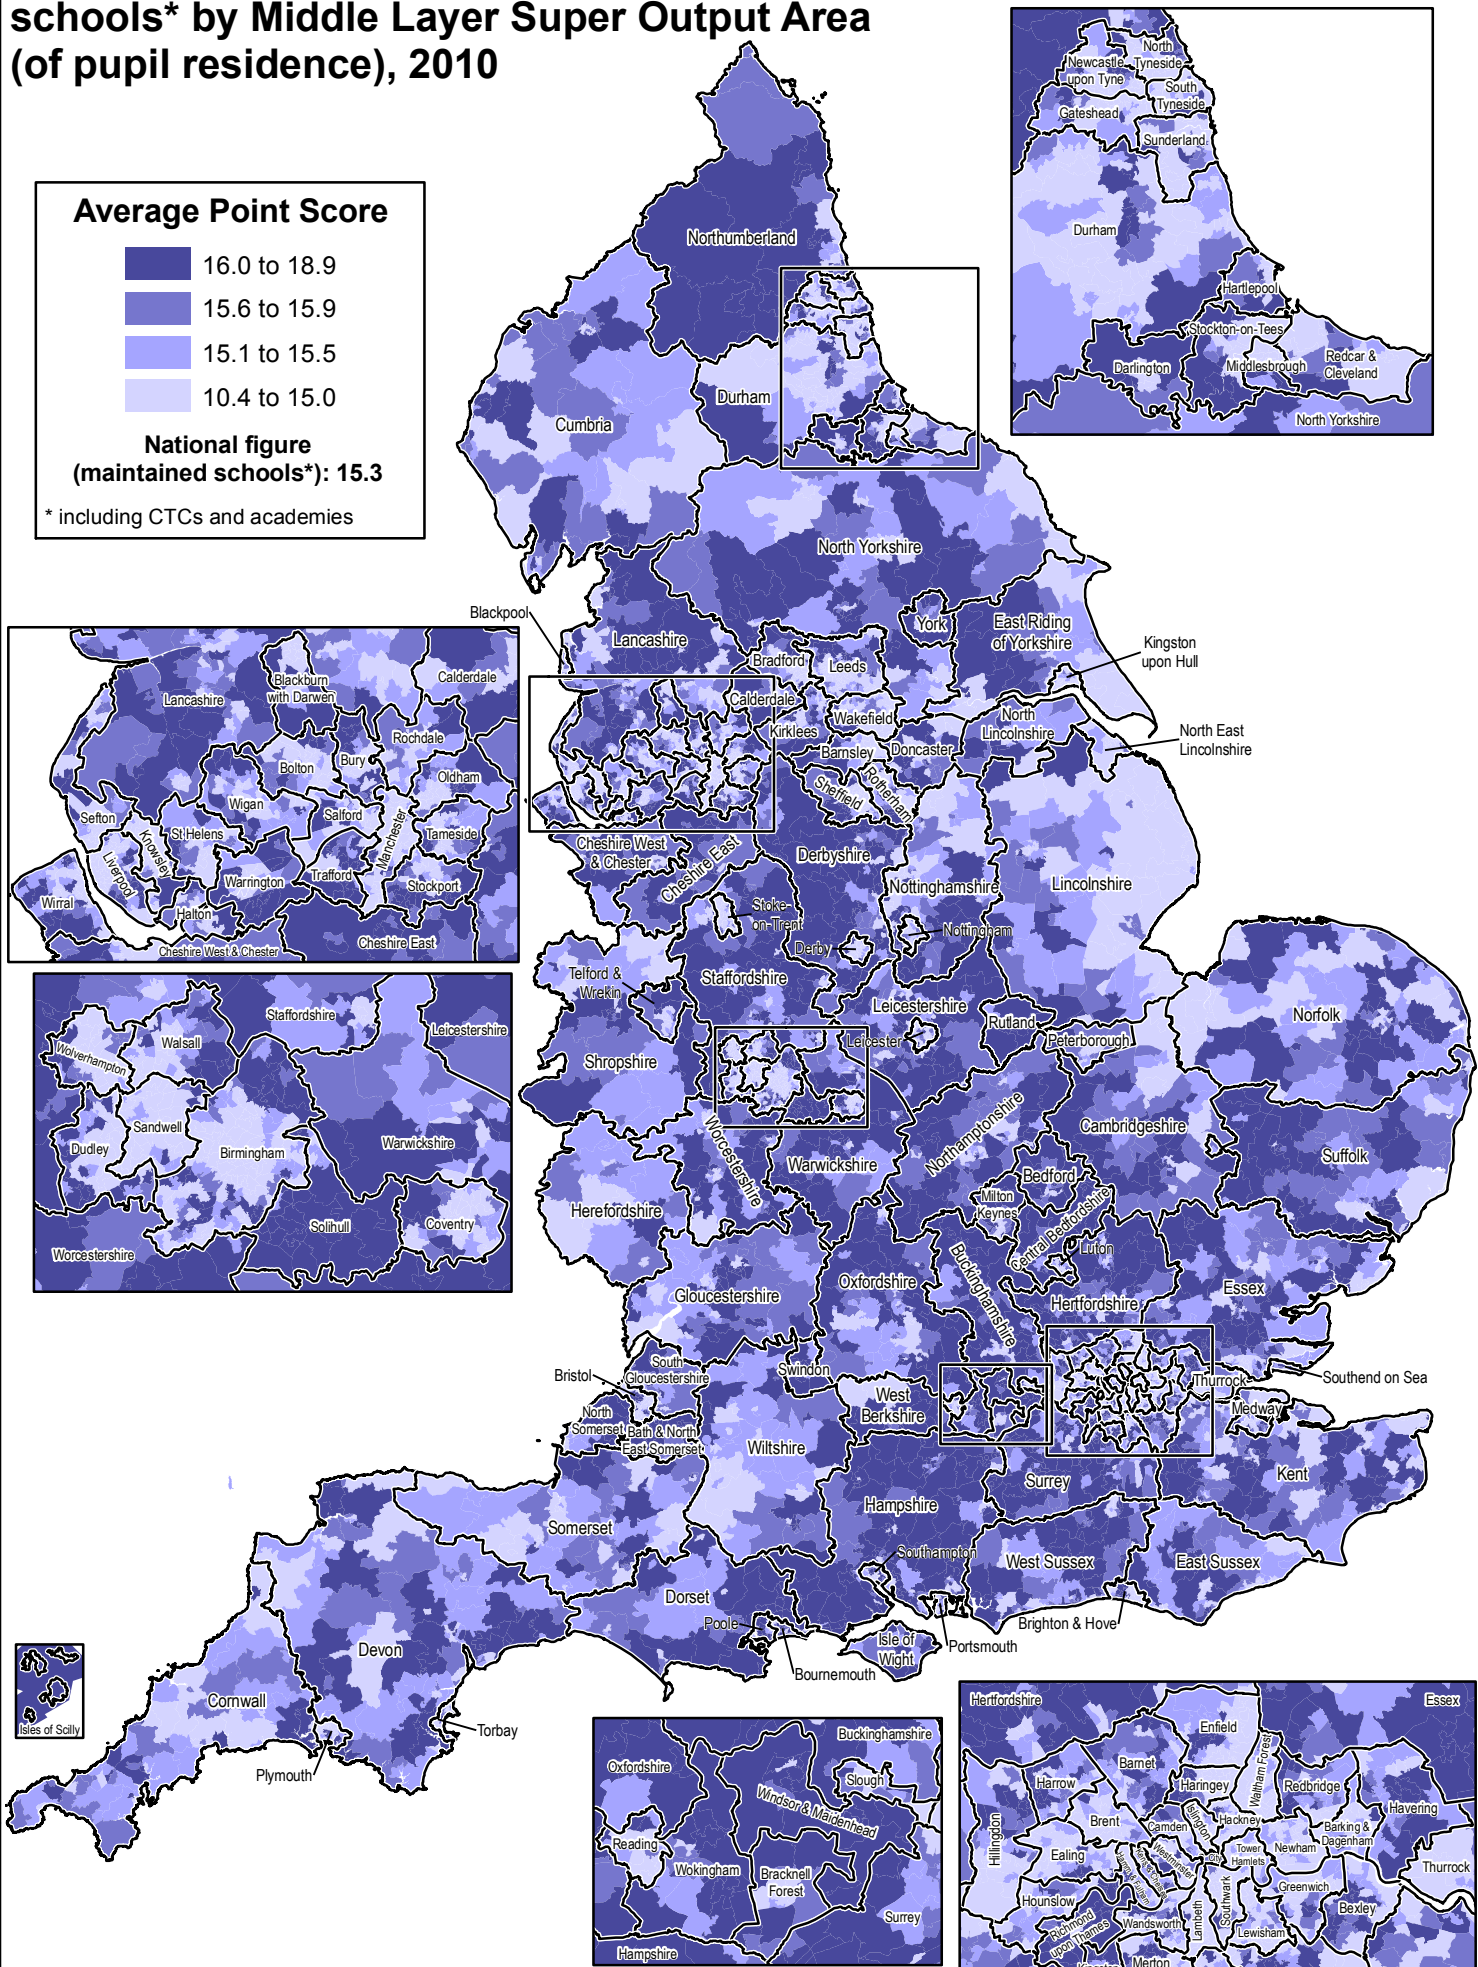 schools* by Middle Layer Super Output Area
(of pupil residence), 2010
Average Point Score
16.0 to 18.9
15.6 to 15.9
15.1 to 15.5
10.4 to 15.0
National figure
(maintained schools*): 15.3
* including CTCs and academies
North
Tyneside
Newcastle
upon Tyne
South
Tyneside
Gateshead
Sunderland
Durham
Hartlepool
Stockton-on-Tees
Darlington
Middlesbrough
Redcar &
Cleveland
North Yorkshire
Northumberland
Durham
Cumbria
North Yorkshire
Blackpool
Lancashire
York
East Riding
of Yorkshire
Kingston
upon Hull
Bradford
Leeds
Calderdale
Kirklees
Wakefield
North
Lincolnshire
North East
Lincolnshire
Barnsley
Doncaster
Sheffield
Rotherham
Cheshire West
& Chester
Cheshire East
Derbyshire
Nottinghamshire
Lincolnshire
Stoke-
on-Trent
Nottingham
Derby
Telford &
Wrekin
Staffordshire
Leicestershire
Rutland
Leicester
Peterborough
Norfolk
Shropshire
Worcestershire
Warwickshire
Northamptonshire
Cambridgeshire
Suffolk
Herefordshire
Bedford
Milton
Keynes
Central Bedfordshire
Luton
Buckinghamshire
Oxfordshire
Gloucestershire
Hertfordshire
Essex
South
Gloucestershire
Bristol
Swindon
West
Berkshire
Thurrock
Southend on Sea
Medway
North
Somerset
Bath & North
East Somerset
Wiltshire
Surrey
Kent
Hampshire
Somerset
Southampton
West Sussex
East Sussex
Dorset
Poole
Brighton & Hove
Isle of
Wight
Portsmouth
Bournemouth
Devon
Cornwall
Torbay
Plymouth
Isles of Scilly
Lancashire
Blackburn
with Darwen
Calderdale
Rochdale
Bury
Bolton
Oldham
Wigan
Salford
Sefton
St Helens
Knowsley
Manchester
Tameside
Liverpool
Warrington
Trafford
Stockport
Wirral
Halton
Cheshire West & Chester
Cheshire East
Staffordshire
Leicestershire
Walsall
Wolverhampton
Sandwell
Dudley
Birmingham
Warwickshire
Solihull
Coventry
Worcestershire
Buckinghamshire
Oxfordshire
Slough
Windsor & Maidenhead
Reading
Wokingham
Bracknell
Forest
Surrey
Hampshire
Hertfordshire
Essex
Enfield
Barnet
Waltham Forest
Harrow
Haringey
Redbridge
Havering
Hillingdon
Brent
Camden
Islington
Hackney
Barking &
Dagenham
Ealing
Westminster
City
Tower
Hamlets
Newham
Thurrock
Hounslow
Greenwich
Richmond
upon Thames
Wandsworth
Lambeth
Southwark
Lewisham
Bexley
Merton